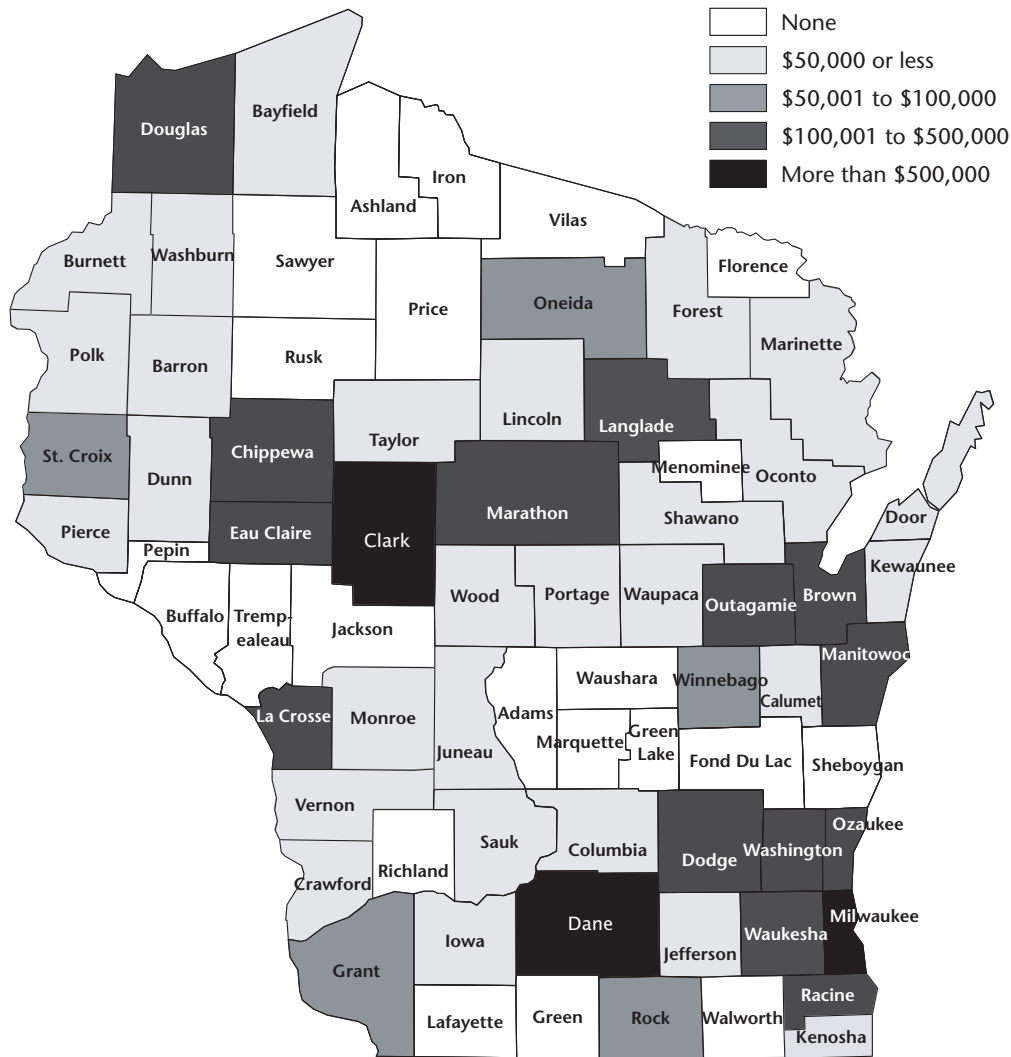 None
$50,000 or less
$50,001 to $100,000
$100,001 to $500,000
More than $500,000
Douglas
Bayfield
Ashland
Iron
Vilas
Burnett
Washburn
Sawyer
Florence
Price
Oneida
Forest
Polk
Barron
Rusk
Marinette
Lincoln
Langlade
Taylor
St. Croix
Chippewa
Dunn
Menominee
Oconto
Marathon
Shawano
Door
Pierce
Eau Claire
Clark
Pepin
Kewaunee
Wood
Portage
Waupaca
Outagamie
Brown
Buffalo
Tremp-
ealeau
Jackson
Manitowoc
Waushara
Winnebago
Calumet
La Crosse
Monroe
Adams
Juneau
Marquette
Green
Lake
Fond Du Lac
Sheboygan
Vernon
Sauk
Columbia
Dodge
Washington
Ozaukee
Richland
Crawford
Dane
Milwaukee
Waukesha
Iowa
Jefferson
Grant
Racine
Lafayette
Green
Rock
Walworth
Kenosha